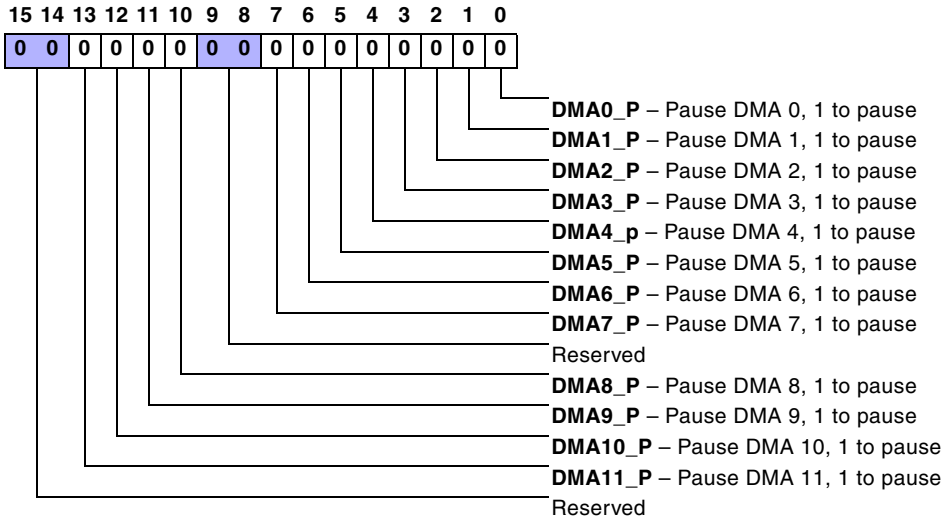 15 14 13 12 11 10 9 8 7 6 5 4 3 2 1 0
0 0 0 0 0 0 0 0 0 0 0 0 0 0 0 0
DMA0_P – Pause DMA 0, 1 to pause
DMA1_P – Pause DMA 1, 1 to pause
DMA2_P – Pause DMA 2, 1 to pause
DMA3_P – Pause DMA 3, 1 to pause
DMA4_p – Pause DMA 4, 1 to pause
DMA5_P – Pause DMA 5, 1 to pause
DMA6_P – Pause DMA 6, 1 to pause
DMA7_P – Pause DMA 7, 1 to pause
Reserved
DMA8_P – Pause DMA 8, 1 to pause
DMA9_P – Pause DMA 9, 1 to pause
DMA10_P – Pause DMA 10, 1 to pause
DMA11_P – Pause DMA 11, 1 to pause
Reserved